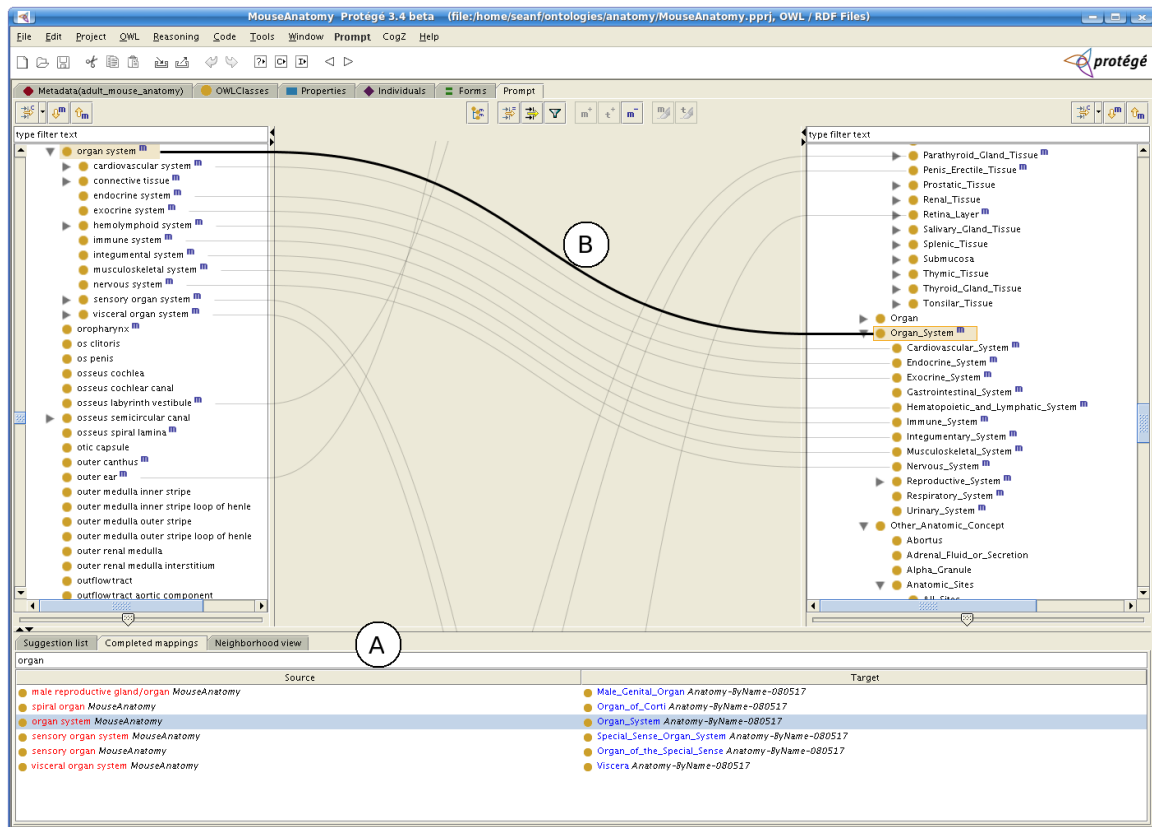 MouseAnatomy Protégé 3.4 beta (file:/home/seanf/ontologies/anatomy/MouseAnatomy.pprj, OWL / RDF Files)
File Edit Project OWL Reasoning Code Tools Window Prompt CogZ Help
protégé
Metadata(adult_mouse_anatomy) OWLClasses Properties Individuals Forms Prompt
type filter text
organ system m
cardiovascular system m
connective tissue m
endocrine system m
exocrine system m
hemolymphoid system m
immune system m
integumental system m
musculoskeletal system m
nervous system m
sensory organ system m
visceral organ system m
oropharynx m
os clitoris
os penis
osseus cochlea
osseus cochlear canal
osseus labyrinth vestibule m
osseus semicircular canal
osseus spiral lamina m
otic capsule
outer canthus m
outer ear m
outer medulla inner stripe
outer medulla inner stripe loop of henle
outer medulla outer stripe
outer medulla outer stripe loop of henle
outer renal medulla
outer renal medulla interstitium
outflow tract
outflow tract aortic component
B
type filter text
Parathyroid_Gland_Tissue m
Penis_Erectile_Tissue m
Prostatic_Tissue
Renal_Tissue
Retina_Layer m
Salivary_Gland_Tissue
Splenic_Tissue
Submucosa
Thymic_Tissue
Thyroid_Gland_Tissue
Tonsilar_Tissue
Organ
Organ_System m
Cardiovascular_System m
Endocrine_System m
Exocrine_System m
Gastrointestinal_System m
Hematopoietic_and_Lymphatic_System m
Immune_System m
Integumentary_System m
Musculoskeletal_System m
Nervous_System m
Reproductive_System m
Respiratory_System m
Urinary_System m
Other_Anatomic_Concept
Abortus
Adrenal_Fluid_or_Secretion
Alpha_Granule
Anatomic_Sites
All_Sites
Suggestion list Completed mappings Neighborhood view
A
organ
Source Target
male reproductive gland/organ MouseAnatomy Male_Genital_Organ Anatomy-ByName-080517
spiral organ MouseAnatomy Organ_of_Corti Anatomy-ByName-080517
organ system MouseAnatomy Organ_System Anatomy-ByName-080517
sensory organ system MouseAnatomy Special_Sense_Organ_System Anatomy-ByName-080517
sensory organ MouseAnatomy Organ_of_the_Special_Sense Anatomy-ByName-080517
visceral organ system MouseAnatomy Viscera Anatomy-ByName-080517